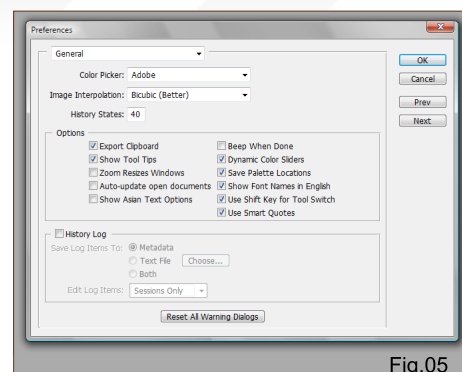 Preferences
General
Color Picker: Adobe
Image Interpolation: Bicubic (Better)
History States: 40
Options
Export Clipboard
Show Tool Tips
Zoom Resizes Windows
Auto-update open documents
Show Asian Text Options
Beep When Done
Dynamic Color Sliders
Save Palette Locations
Show Font Names in English
Use Shift Key for Tool Switch
Use Smart Quotes
History Log
Save Log Items To: Metadata
Text File Choose...
Both
Edit Log Items: Sessions Only
Reset All Warning Dialogs
OK
Cancel
Prev
Next
Fig.05